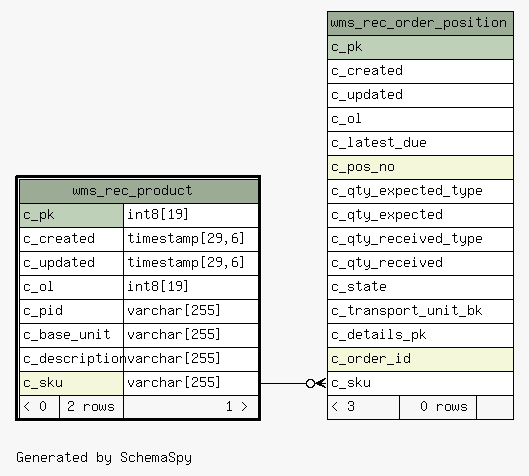 wms_rec_order_position
c_pk
c_created
c_updated
c_ol
c_latest_due
c_pos_no
c_qty_expected_type
c_qty_expected
c_qty_received_type
c_qty_received
c_state
c_transport_unit_bk
c_details_pk
c_order_id
c_sku
< 3 0 rows
wms_rec_product
c_pk int8[19]
c_created timestamp[29,6]
c_updated timestamp[29,6]
c_ol int8[19]
c_pid varchar[255]
c_base_unit varchar[255]
c_description varchar[255]
c_sku varchar[255]
< 0 2 rows 1 >
Generated by SchemaSpy